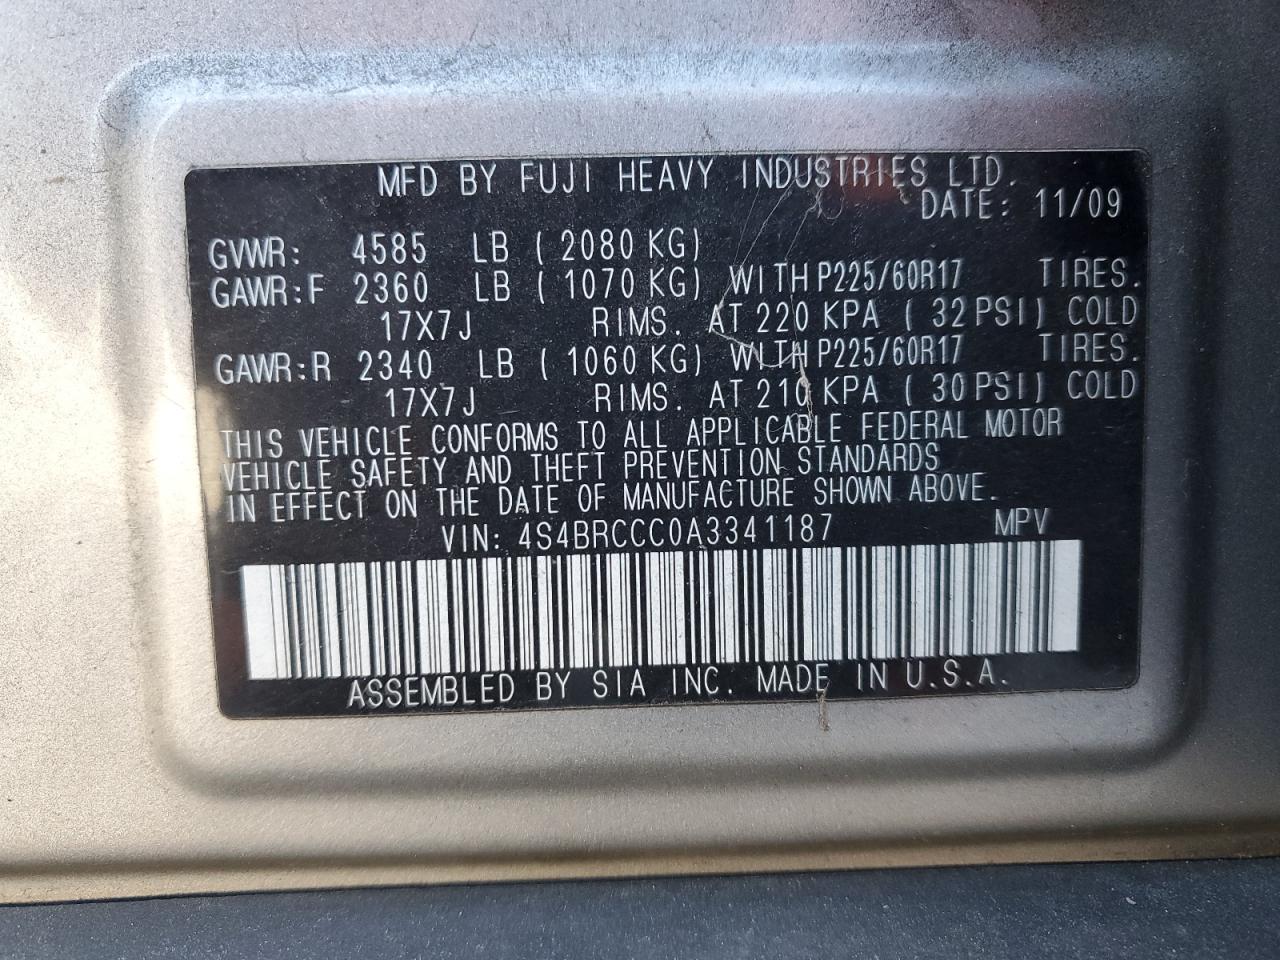 MFD BY FUJI HEAVY INDUSTRIES LTD.
DATE: 11/09
GVWR: 4585 LB (2080 KG)
GAWR:F 2360 LB (1070 KG) WITH P225/60R17 TIRES.
17X7J RIMS. AT 220 KPA (32 PSI) COLD
GAWR:R 2340 LB (1060 KG) WITH P225/60R17 TIRES.
17X7J RIMS. AT 210 KPA (30 PSI) COLD
THIS VEHICLE CONFORMS TO ALL APPLICABLE FEDERAL MOTOR
VEHICLE SAFETY AND THEFT PREVENTION STANDARDS
IN EFFECT ON THE DATE OF MANUFACTURE SHOWN ABOVE.
VIN: 4S4BRCCC0A3341187 MPV
ASSEMBLED BY SIA INC. MADE IN U.S.A.